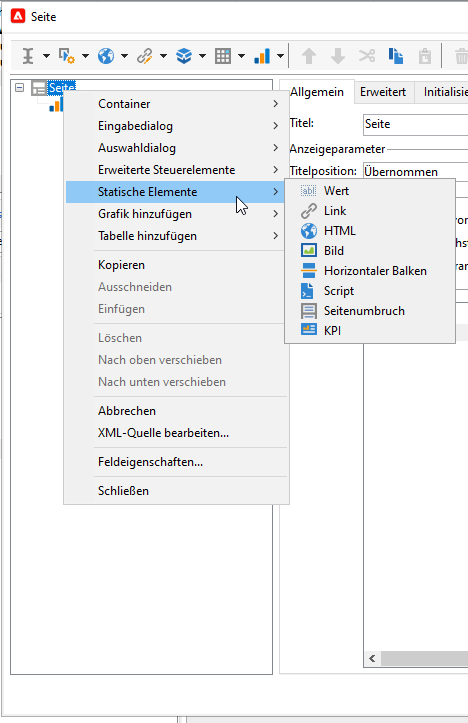 Seite
Allgemein Erweitert Initialisie
Seite
Titel: Seite
Anzeigeparameter
Titelposition: Übernommen
Container
Eingabedialog
Auswahldialog
Erweiterte Steuerelemente
Statische Elemente
Grafik hinzufügen
Tabelle hinzufügen
Kopieren
Ausschneiden
Einfügen
Löschen
Nach oben verschieben
Nach unten verschieben
Abbrechen
XML-Quelle bearbeiten...
Feldeigenschaften...
Schließen
Wert
Link
HTML
Bild
Horizontaler Balken
Script
Seitenumbruch
KPI